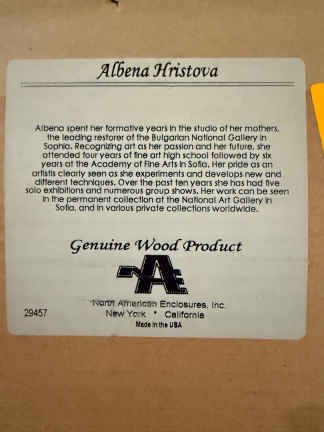 Albena Hristova
Albena spent her formative years in the studio of her mothers,
the leading restorer of the Bulgarian National Gallery in
Sophia. Recognizing art as her passion and her future, she
attended four years of fine art high school followed by six
years at the Academy of Fine Arts in Sofia. Her pride as an
artistis clearly seen as she experiments and develops new and
different techniques. Over the past ten years she has had five
solo exhibitions and numerous group shows. Her work can be seen
in the permanent collection at the National Art Gallery in
Sofia, and in various private collections worldwide.
Genuine Wood Product
NAE
North American Enclosures, Inc.
29457 New York * California
Made in the USA